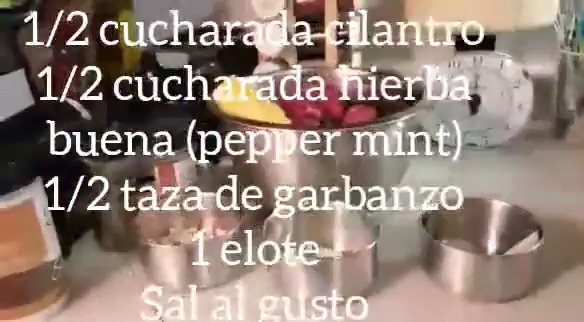 1/2 cucharada cilantro
1/2 cucharada hierba
buena (pepper mint)
1/2 taza de garbanzo
1 elote
Sal al gusto